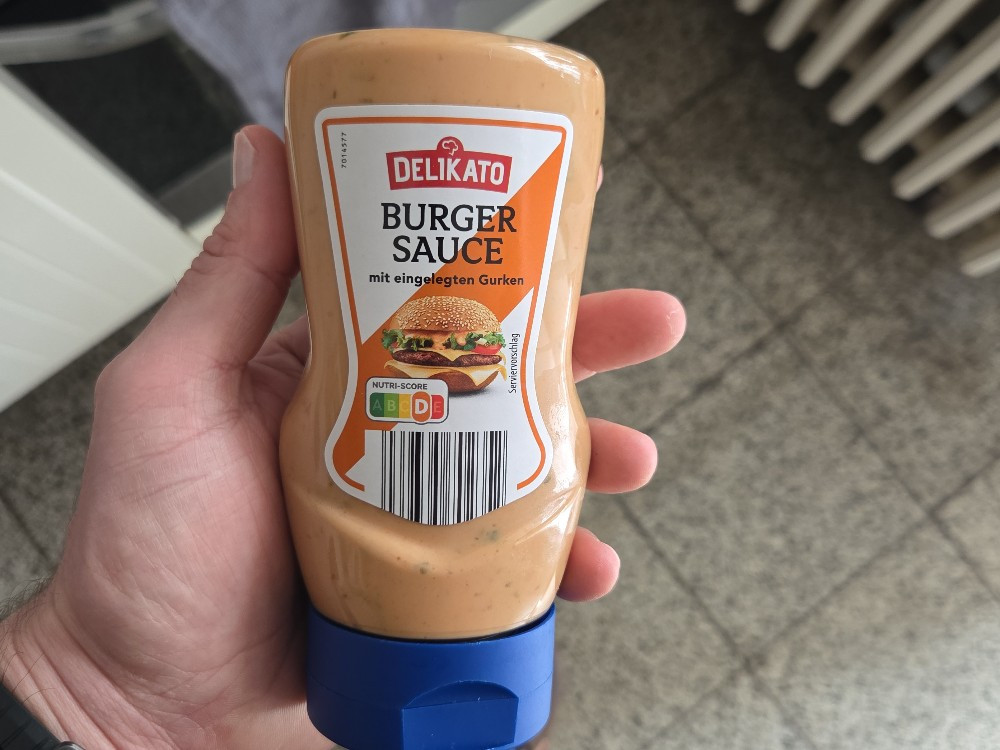 7014577
DELIKATO
BURGER
SAUCE
mit eingelegten Gurken
Serviervorschlag
NUTRI-SCORE
A B C D E